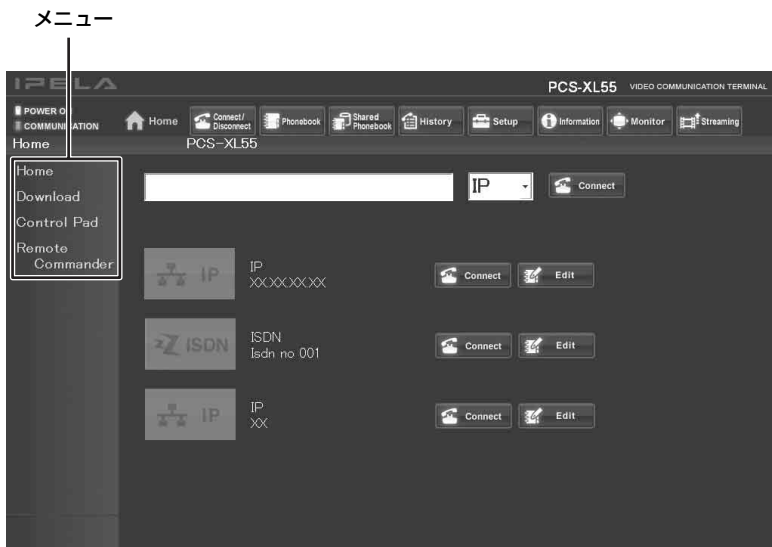 メニュー
IPELA
PCS-XL55 VIDEO COMMUNICATION TERMINAL
POWER ON
COMMUNICATION
Home
Connect/
Disconnect
Phonebook
Shared
Phonebook
History
Setup
Information
Monitor
Streaming
Home
PCS-XL55
Home
Download
Control Pad
Remote
Commander
IP
Connect
IP
IP
XX.XX.XX.XX
Connect
Edit
ISDN
ISDN
Isdn no 001
Connect
Edit
IP
IP
XX
Connect
Edit